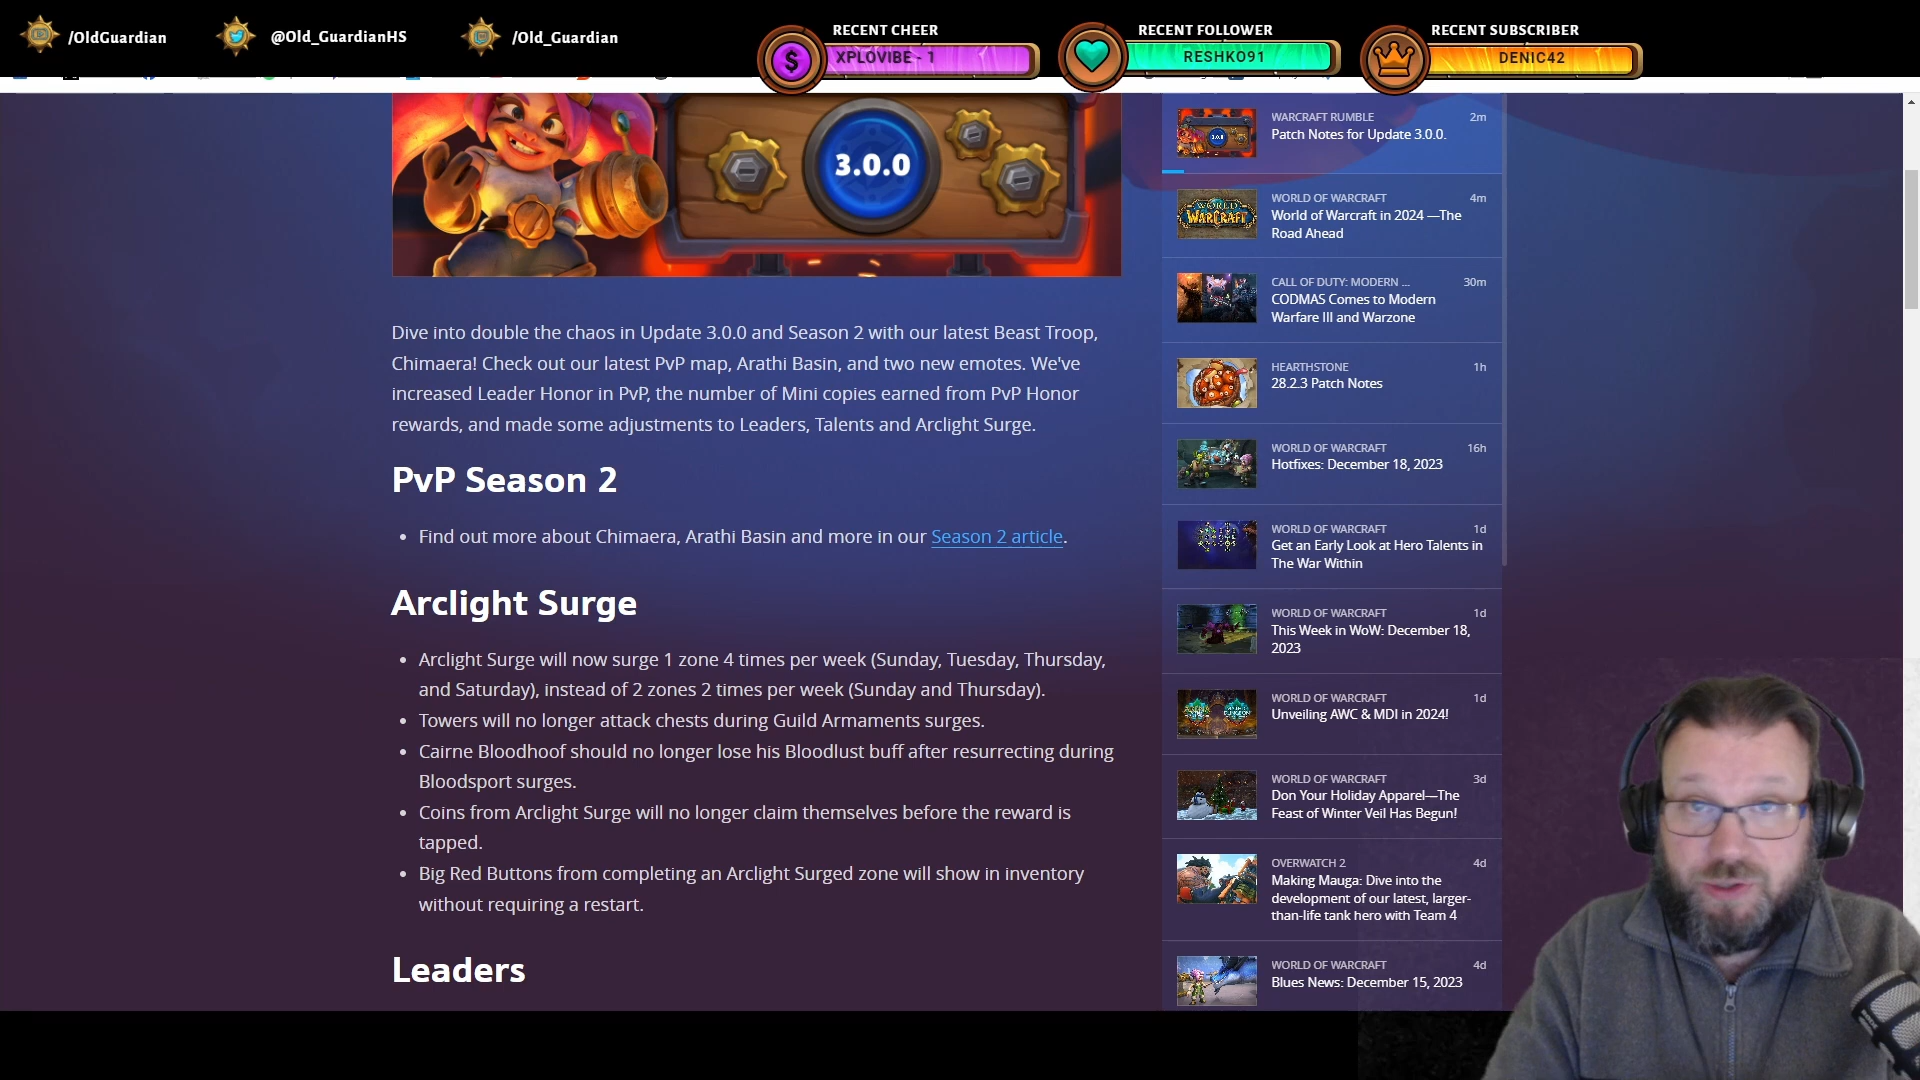 /OldGuardian
@Old_GuardianHS
/Old_Guardian
RECENT CHEER
XPLOVIBE - 1
RECENT FOLLOWER
RESHKO91
RECENT SUBSCRIBER
DENIC42
3.0.0
Dive into double the chaos in Update 3.0.0 and Season 2 with our latest Beast Troop,
Chimaera! Check out our latest PvP map, Arathi Basin, and two new emotes. We've
increased Leader Honor in PvP, the number of Mini copies earned from PvP Honor
rewards, and made some adjustments to Leaders, Talents and Arclight Surge.
PvP Season 2
• Find out more about Chimaera, Arathi Basin and more in our Season 2 article.
Arclight Surge
• Arclight Surge will now surge 1 zone 4 times per week (Sunday, Tuesday, Thursday,
and Saturday), instead of 2 zones 2 times per week (Sunday and Thursday).
• Towers will no longer attack chests during Guild Armaments surges.
• Cairne Bloodhoof should no longer lose his Bloodlust buff after resurrecting during
Bloodsport surges.
• Coins from Arclight Surge will no longer claim themselves before the reward is
tapped.
• Big Red Buttons from completing an Arclight Surged zone will show in inventory
without requiring a restart.
Leaders
WARCRAFT RUMBLE 2m
Patch Notes for Update 3.0.0.
WORLD OF WARCRAFT 4m
World of Warcraft in 2024 —The
Road Ahead
WORLD WARCRAFT
CALL OF DUTY: MODERN ... 30m
CODMAS Comes to Modern
Warfare III and Warzone
HEARTHSTONE 1h
28.2.3 Patch Notes
WORLD OF WARCRAFT 16h
Hotfixes: December 18, 2023
WORLD OF WARCRAFT 1d
Get an Early Look at Hero Talents in
The War Within
WORLD OF WARCRAFT 1d
This Week in WoW: December 18,
2023
WORLD OF WARCRAFT 1d
Unveiling AWC & MDI in 2024!
WORLD OF WARCRAFT 3d
Don Your Holiday Apparel—The
Feast of Winter Veil Has Begun!
OVERWATCH 2 4d
Making Mauga: Dive into the
development of our latest, larger-
than-life tank hero with Team 4
WORLD OF WARCRAFT 4d
Blues News: December 15, 2023